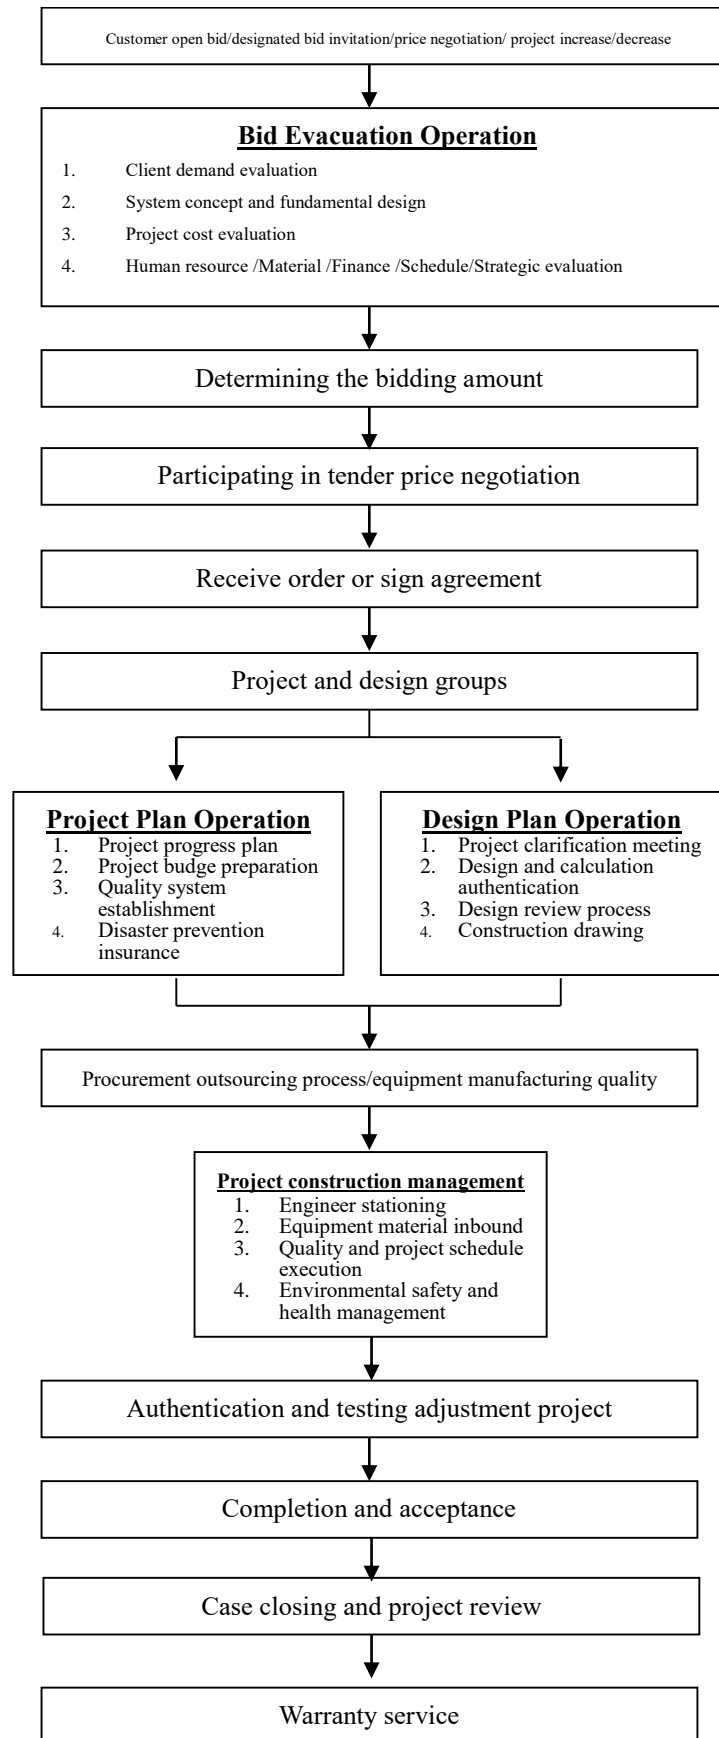 Customer open bid/designated bid invitation/price negotiation/ project increase/decrease
Bid Evacuation Operation
1. Client demand evaluation
2. System concept and fundamental design
3. Project cost evaluation
4. Human resource /Material /Finance /Schedule/Strategic evaluation
Determining the bidding amount
Participating in tender price negotiation
Receive order or sign agreement
Project and design groups
Project Plan Operation
1. Project progress plan
2. Project budge preparation
3. Quality system
establishment
4. Disaster prevention
insurance
Design Plan Operation
1. Project clarification meeting
2. Design and calculation
authentication
3. Design review process
4. Construction drawing
Procurement outsourcing process/equipment manufacturing quality
Project construction management
1. Engineer stationing
2. Equipment material inbound
3. Quality and project schedule
execution
4. Environmental safety and
health management
Authentication and testing adjustment project
Completion and acceptance
Case closing and project review
Warranty service